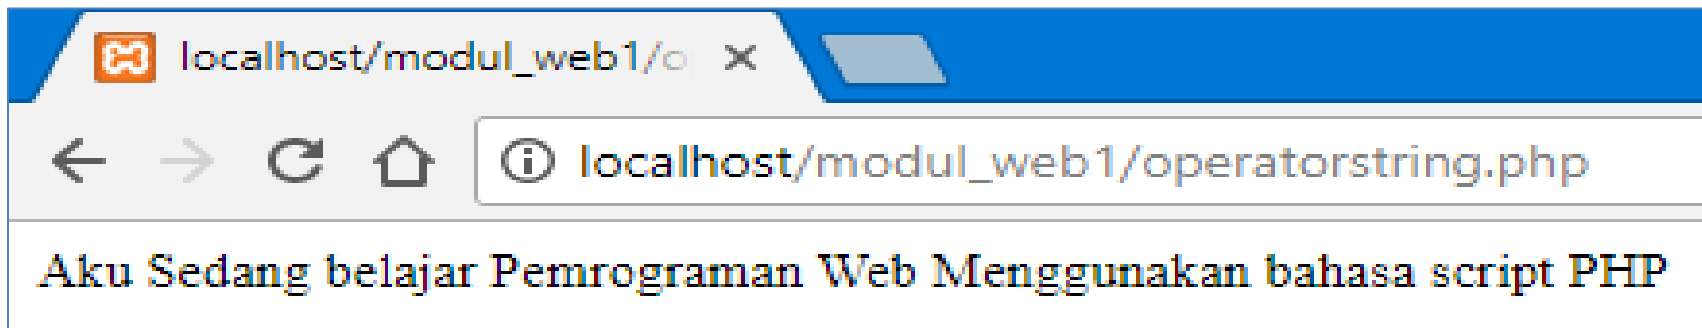 localhost/modul_web1/o
localhost/modul_web1/operatorstring.php
Aku Sedang belajar Pemrograman Web Menggunakan bahasa script PHP